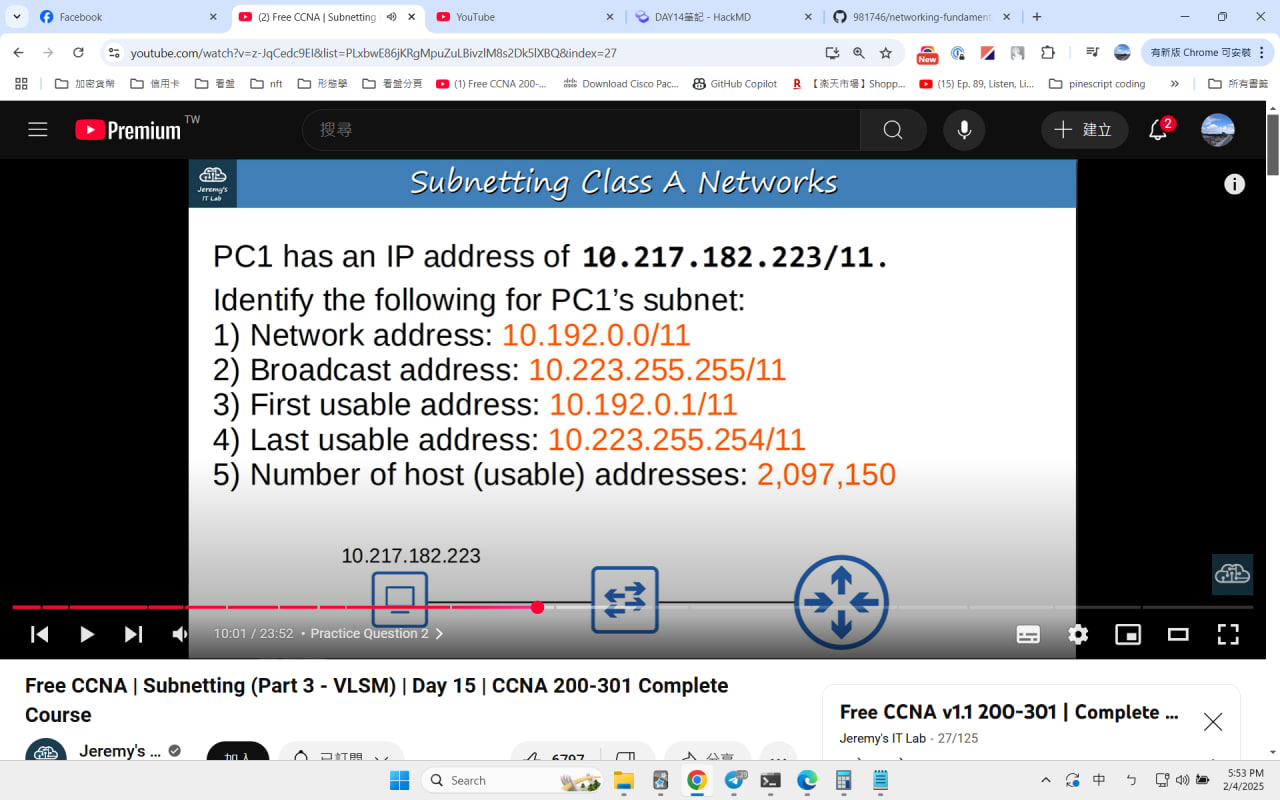 Facebook
(2) Free CCNA | Subnetting
YouTube
DAY14筆記 - HackMD
981746/networking-fundament
youtube.com/watch?v=z-JqCedc9EI&list=PLxbwE86jKRgMpuZuLBivzlM8s2Dk5lXBQ&index=27
New
有新版 Chrome 可安裝
加密貨幣
信用卡
看盤
nft
形態學
看盤分頁
(1) Free CCNA 200-...
Download Cisco Pac...
GitHub Copilot
【楽天市場】Shopp...
(15) Ep. 89, Listen, Li...
pinescript coding
所有書籤
Premium TW
搜尋
建立
2
Jeremy's
IT Lab
Subnetting Class A Networks
PC1 has an IP address of 10.217.182.223/11.
Identify the following for PC1's subnet:
1) Network address: 10.192.0.0/11
2) Broadcast address: 10.223.255.255/11
3) First usable address: 10.192.0.1/11
4) Last usable address: 10.223.255.254/11
5) Number of host (usable) addresses: 2,097,150
10.217.182.223
10:01 / 23:52 • Practice Question 2
Free CCNA | Subnetting (Part 3 - VLSM) | Day 15 | CCNA 200-301 Complete
Course
Free CCNA v1.1 200-301 | Complete ...
Jeremy's IT Lab - 27/125
Jeremy's ...
加入
已訂閱
6797
分享
Search
中
ㄅ
5:53 PM
2/4/2025